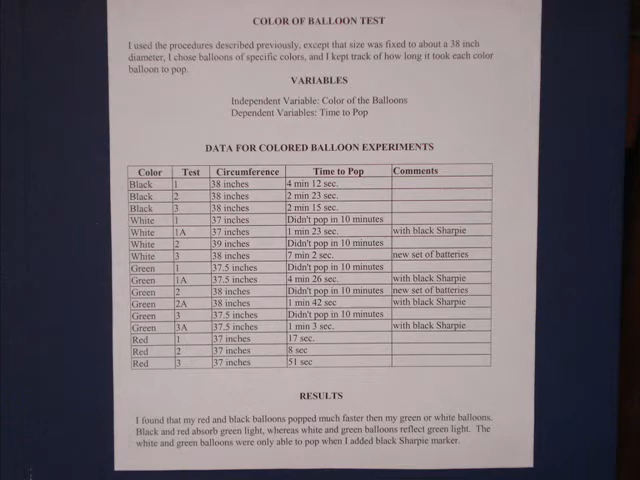 COLOR OF BALLOON TEST
I used the procedures described previously, except that size was fixed to about a 38 inch
diameter, I chose balloons of specific colors, and I kept track of how long it took each color
balloon to pop.
VARIABLES
Independent Variable: Color of the Balloons
Dependent Variables: Time to Pop
DATA FOR COLORED BALLOON EXPERIMENTS
Color Test Circumference Time to Pop Comments
Black 1 38 inches 4 min 12 sec.
Black 2 38 inches 2 min 23 sec.
Black 3 38 inches 2 min 15 sec.
White 1 37 inches Didn't pop in 10 minutes
White 1A 37 inches 1 min 23 sec. with black Sharpie
White 2 39 inches Didn't pop in 10 minutes
White 3 38 inches 7 min 2 sec. new set of batteries
Green 1 37.5 inches Didn't pop in 10 minutes
Green 1A 37.5 inches 4 min 26 sec. with black Sharpie
Green 2 38 inches Didn't pop in 10 minutes new set of batteries
Green 2A 38 inches 1 min 42 sec with black Sharpie
Green 3 37.5 inches Didn't pop in 10 minutes
Green 3A 37.5 inches 1 min 3 sec. with black Sharpie
Red 1 37 inches 17 sec.
Red 2 37 inches 8 sec
Red 3 37 inches 51 sec
RESULTS
I found that my red and black balloons popped much faster then my green or white balloons.
Black and red absorb green light, whereas white and green balloons reflect green light. The
white and green balloons were only able to pop when I added black Sharpie marker.